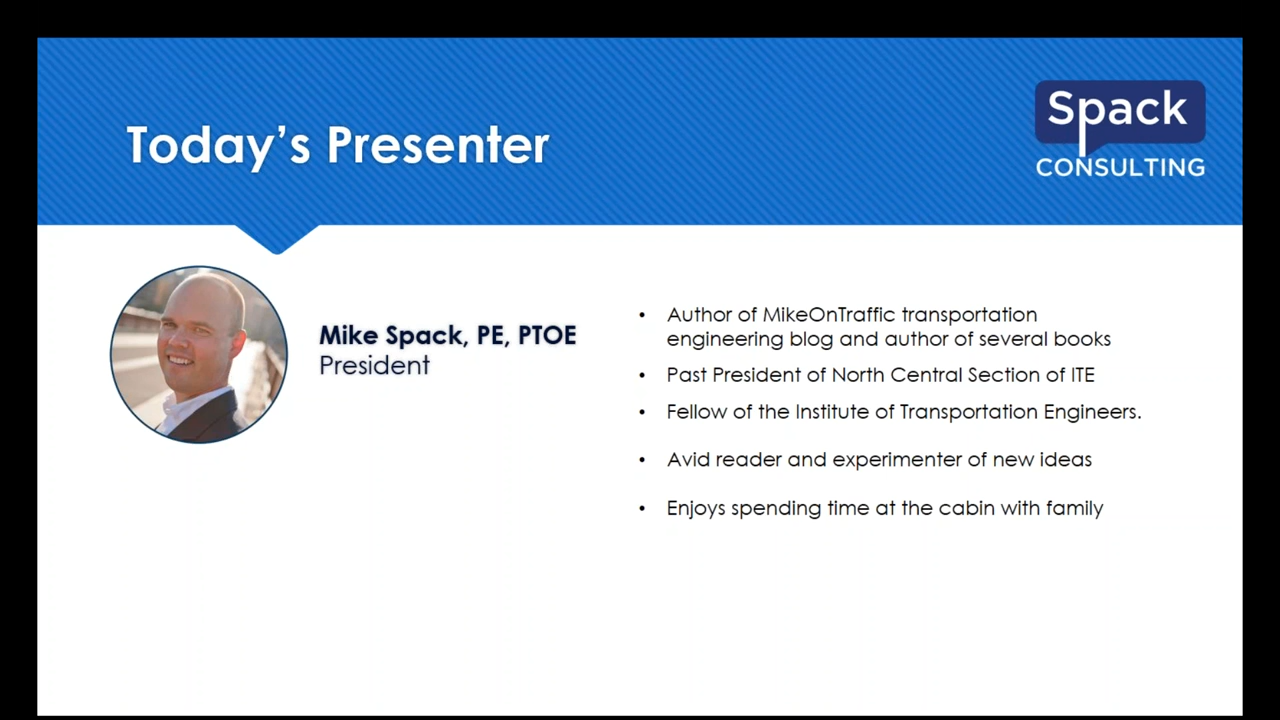 Today's Presenter
Spack
CONSULTING
Mike Spack, PE, PTOE
President
• Author of MikeOnTraffic transportation
engineering blog and author of several books
• Past President of North Central Section of ITE
• Fellow of the Institute of Transportation Engineers.
• Avid reader and experimenter of new ideas
• Enjoys spending time at the cabin with family